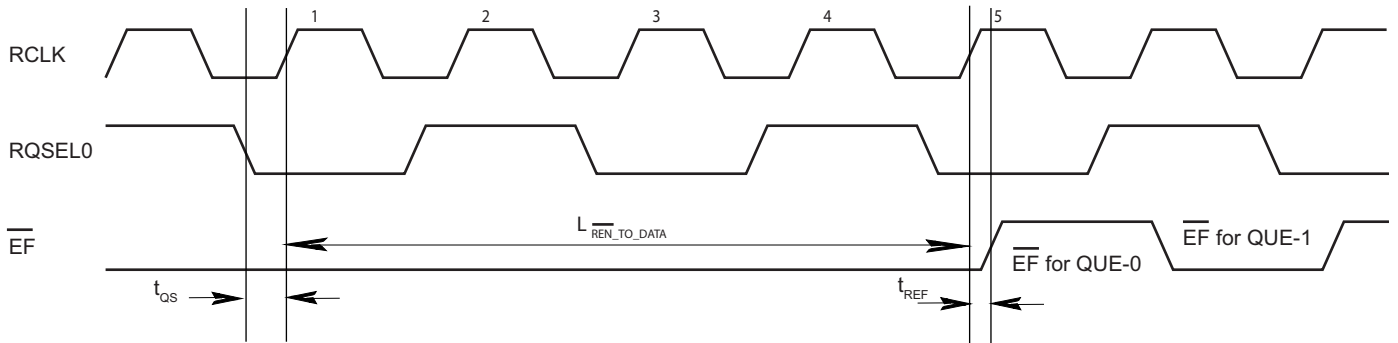 1 2 3 4 5
RCLK
RQSEL0
L REN_TO_DATA
EF
EF for QUE-1
EF for QUE-0
tQS
tREF